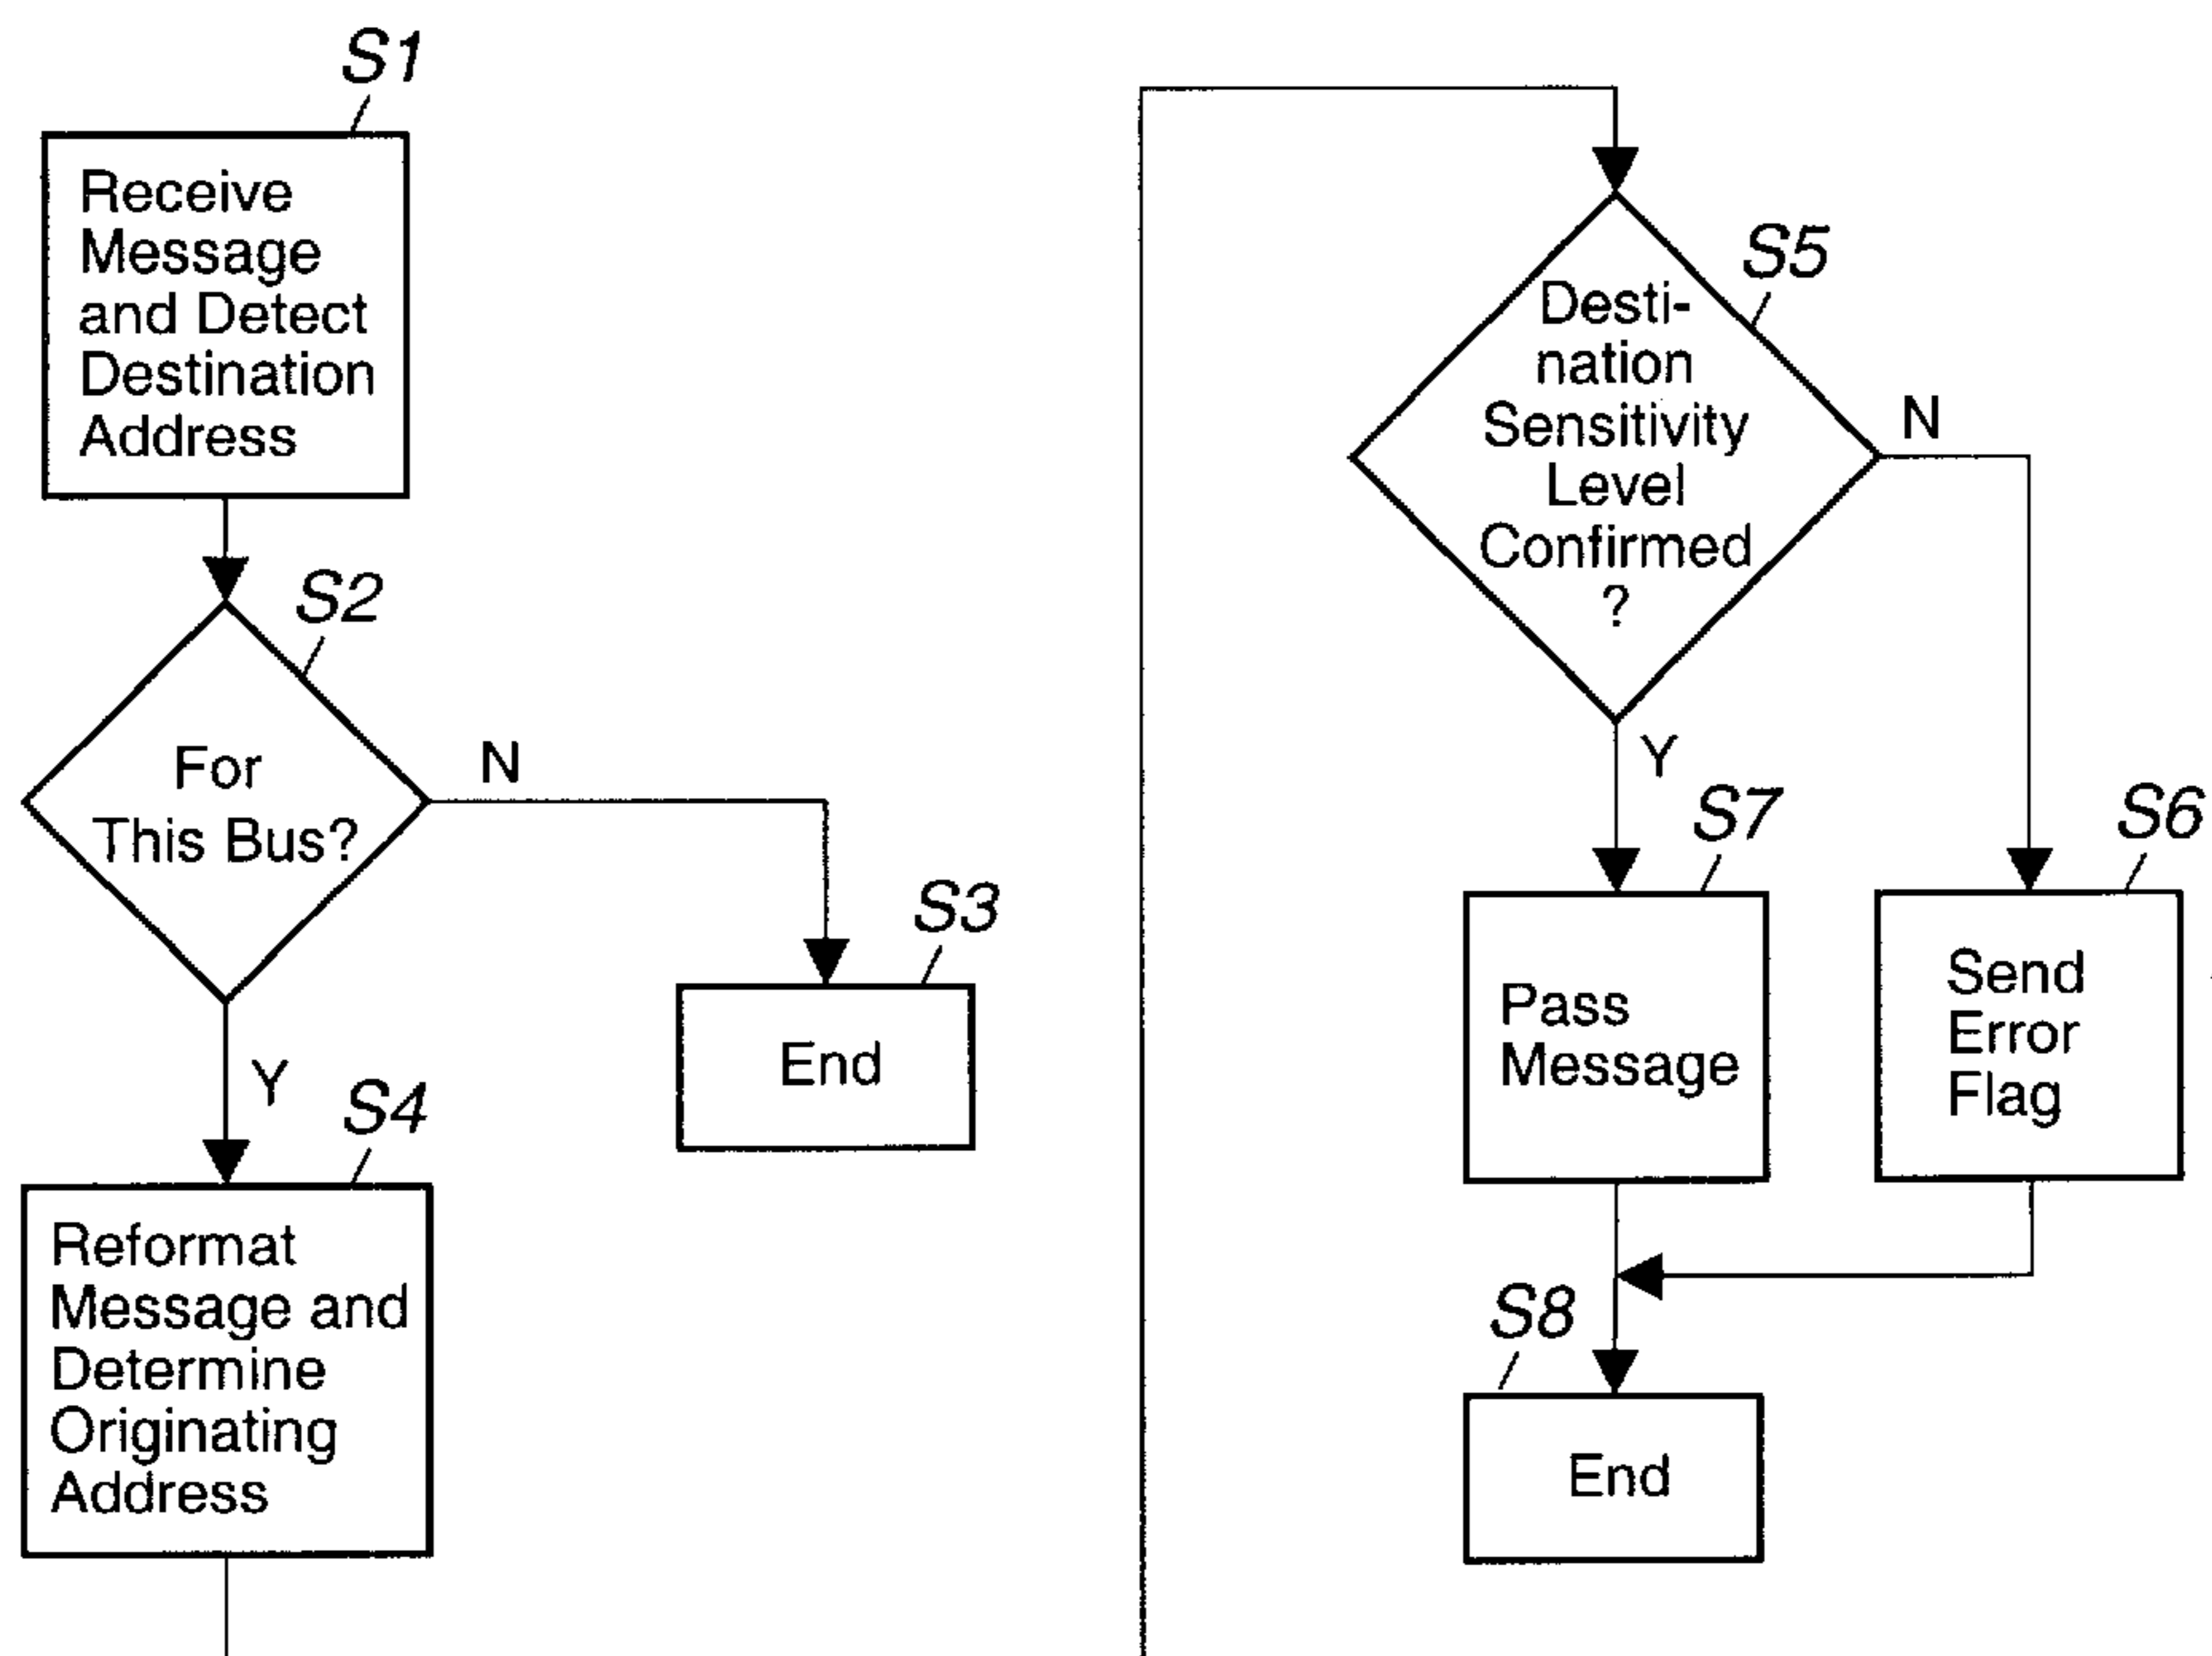 S1
Receive
Message
and Detect
Destination
Address
S2
For
This Bus?
N
Y
S3
End
S4
Reformat
Message and
Determine
Originating
Address
S5
Desti-
nation
Sensitivity
Level
Confirmed
?
N
Y
S7
Pass
Message
S6
Send
Error
Flag
S8
End